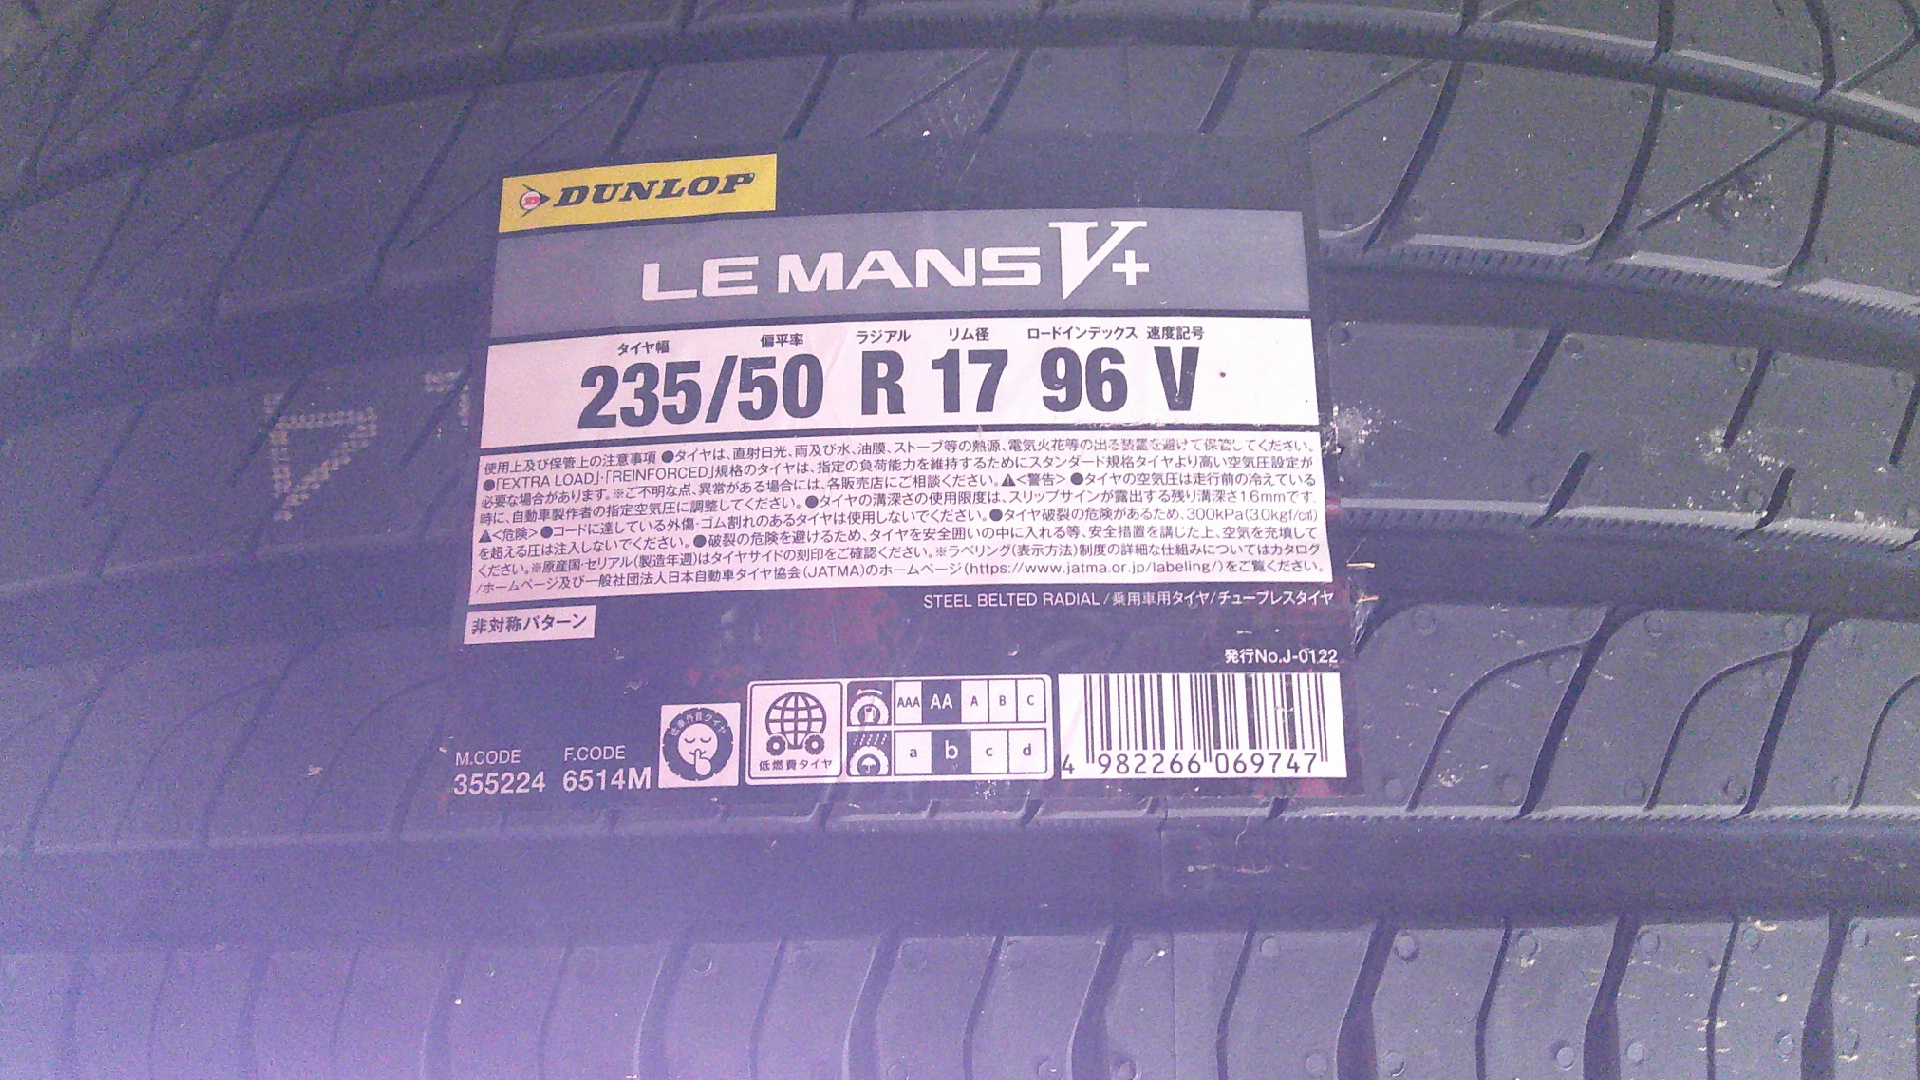 DUNLOP
LE MANS V+
タイヤ幅 偏平率 ラジアル リム径 ロードインデックス 速度記号
235/50 R 17 96 V
使用上及び保管上の注意事項 ●タイヤは、直射日光、雨及び水、油膜、ストーブ等の熱源、電気火花等の出る装置を避けて保管してください。
●「EXTRA LOAD」・「REINFORCED」規格のタイヤは、指定の負荷能力を維持するためにスタンダード規格タイヤより高い空気圧設定が
必要な場合があります。※ご不明な点、異常がある場合には、各販売店にご相談ください。⚠<警告> ●タイヤの空気圧は走行前の冷えている
時に、自動車製作者の指定空気圧に調整してください。●タイヤの溝深さの使用限度は、スリップサインが露出する残り溝深さ1.6mmです。
⚠<危険>●コードに達している外傷・ゴム割れのあるタイヤは使用しないでください。●タイヤ破裂の危険があるため、300kPa(3.0kgf/c㎡)
を超える圧は注入しないでください。●破裂の危険を避けるため、タイヤを安全囲いの中に入れる等、安全措置を講じた上、空気を充填して
ください。※原産国・セリアル(製造年週)はタイヤサイドの刻印をご確認ください。※ラベリング(表示方法)制度の詳細な仕組みについてはカタログ
/ホームページ及び一般社団法人日本自動車タイヤ協会(JATMA)のホームページ(https://www.jatma.or.jp/labeling/)をご覧ください。
STEEL BELTED RADIAL/乗用車用タイヤ/チューブレスタイヤ
非対称パターン
発行No.J-0122
低車外音タイヤ
低燃費タイヤ
AAA AA A B C
a b c d
M.CODE F.CODE
355224 6514M
4 982266 069747